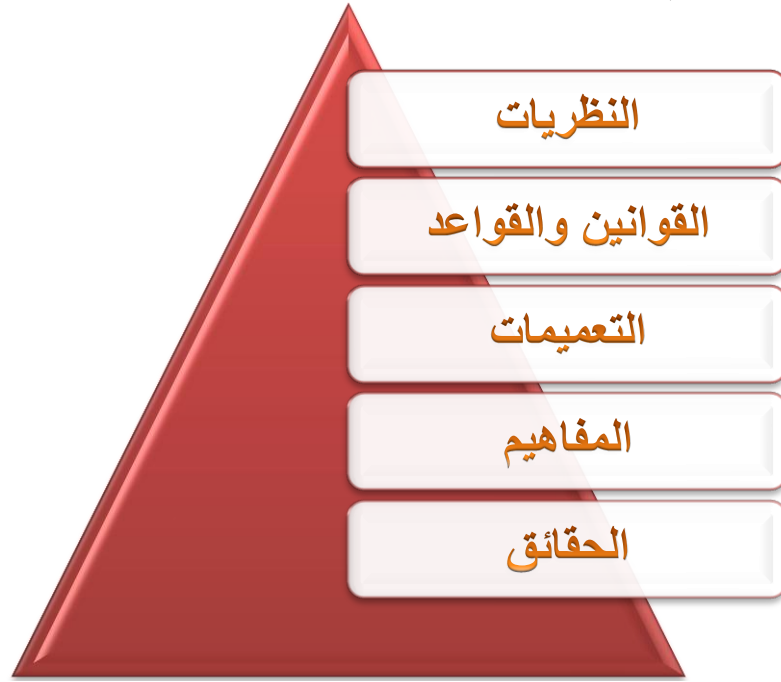 النظريات
القوانين والقواعد
التعميمات
المفاهيم
الحقائق